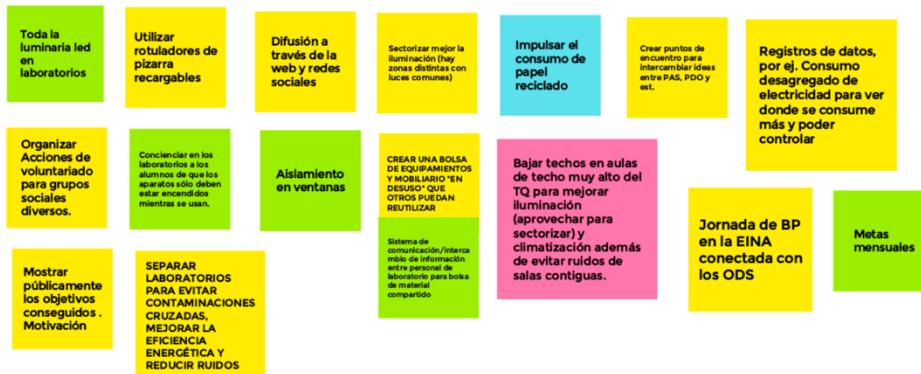 Toda la
luminaria led
en
laboratorios
Utilizar
rotuladores de
pizarra
recargables
Difusión a
través de la
web y redes
sociales
Sectorizar mejor la
iluminación (hay
zonas distintas con
luces comunes)
Impulsar el
consumo de
papel
reciclado
Crear puntos de
encuentro para
intercambiar ideas
entre PAS, PDO y
est.
Registros de datos,
por ej. Consumo
desagregado de
electricidad para ver
donde se consume
más y poder
controlar
Organizar
Acciones de
voluntariado
para grupos
sociales
diversos.
Concienciar en los
laboratorios a los
alumnos de que los
aparatos sólo deben
estar encendidos
mientras se usan.
Aislamiento
en ventanas
CREAR UNA BOLSA
DE EQUIPAMIENTOS
Y MOBILIARIO "EN
DESUSO" QUE
OTROS PUEDAN
REUTILIZAR
Sistema de
comunicación/interca
mbio de información
entre personal de
laboratorio para bolsa
de material
compartido
Bajar techos en aulas
de techo muy alto del
TQ para mejorar
iluminación
(aprovechar para
sectorizar) y
climatización además
de evitar ruidos de
salas contiguas.
Jornada de BP
en la EINA
conectada con
los ODS
Metas
mensuales
Mostrar
públicamente
los objetivos
conseguidos .
Motivación
SEPARAR
LABORATORIOS
PARA EVITAR
CONTAMINACIONES
CRUZADAS,
MEJORAR LA
EFICIENCIA
ENERGÉTICA Y
REDUCIR RUIDOS